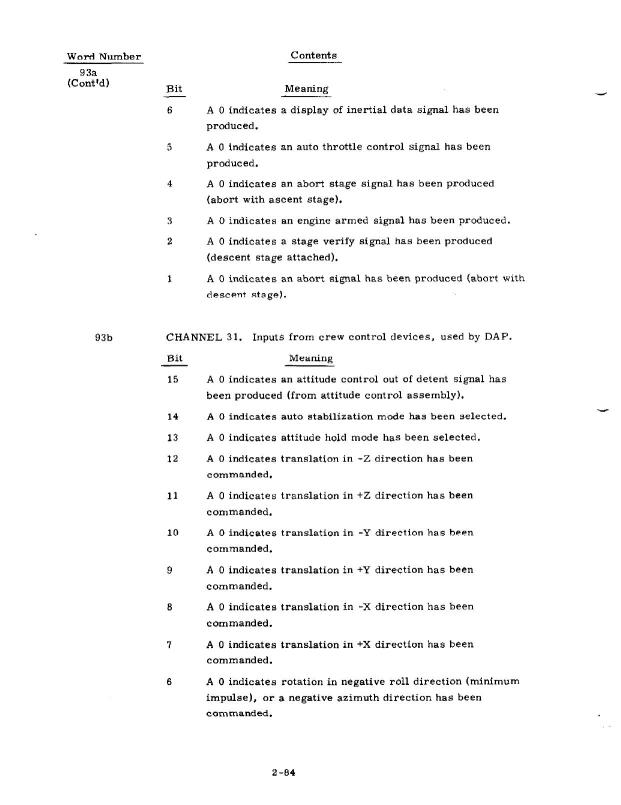 Word Number Contents
93a
(Cont'd)
Bit Meaning
6 A 0 indicates a display of inertial data signal has been
produced.
5 A 0 indicates an auto throttle control signal has been
produced.
4 A 0 indicates an abort stage signal has been produced
(abort with ascent stage).
3 A 0 indicates an engine armed signal has been produced.
2 A 0 indicates a stage verify signal has been produced
(descent stage attached).
1 A 0 indicates an abort signal has been produced (abort with
descent stage).
93b CHANNEL 31. Inputs from crew control devices, used by DAP.
Bit Meaning
15 A 0 indicates an attitude control out of detent signal has
been produced (from attitude control assembly).
14 A 0 indicates auto stabilization mode has been selected.
13 A 0 indicates attitude hold mode has been selected.
12 A 0 indicates translation in -Z direction has been
commanded.
11 A 0 indicates translation in +Z direction has been
commanded.
10 A 0 indicates translation in -Y direction has been
commanded.
9 A 0 indicates translation in +Y direction has been
commanded.
8 A 0 indicates translation in -X direction has been
commanded.
7 A 0 indicates translation in +X direction has been
commanded.
6 A 0 indicates rotation in negative roll direction (minimum
impulse), or a negative azimuth direction has been
commanded.
2-84